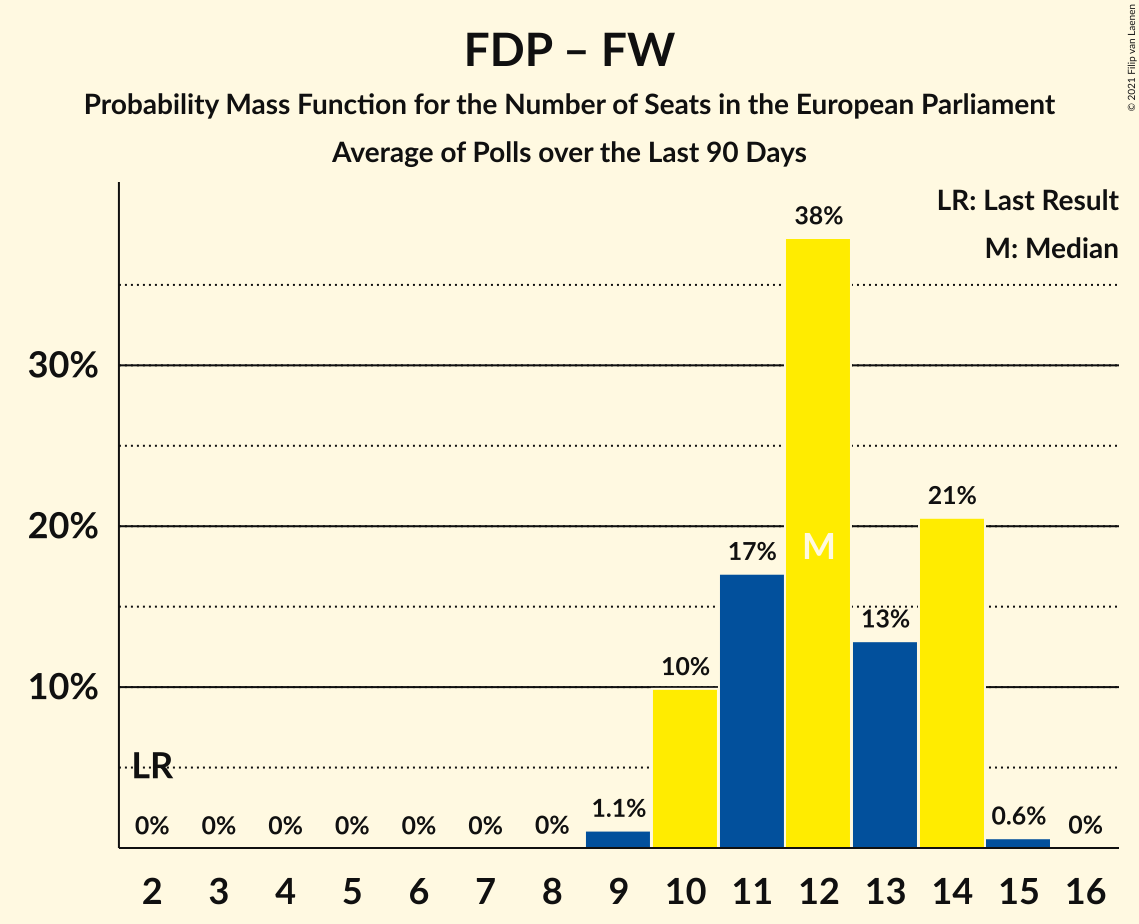 FDP – FW
Probability Mass Function for the Number of Seats in the European Parliament
Average of Polls over the Last 90 Days
© 2021 Filip van Laenen
LR: Last Result
M: Median
38%
30%
21%
20%
17%
M
13%
10%
10%
LR
0% 0% 0% 0% 0% 0% 0% 1.1% 0.6% 0%
2 3 4 5 6 7 8 9 10 11 12 13 14 15 16